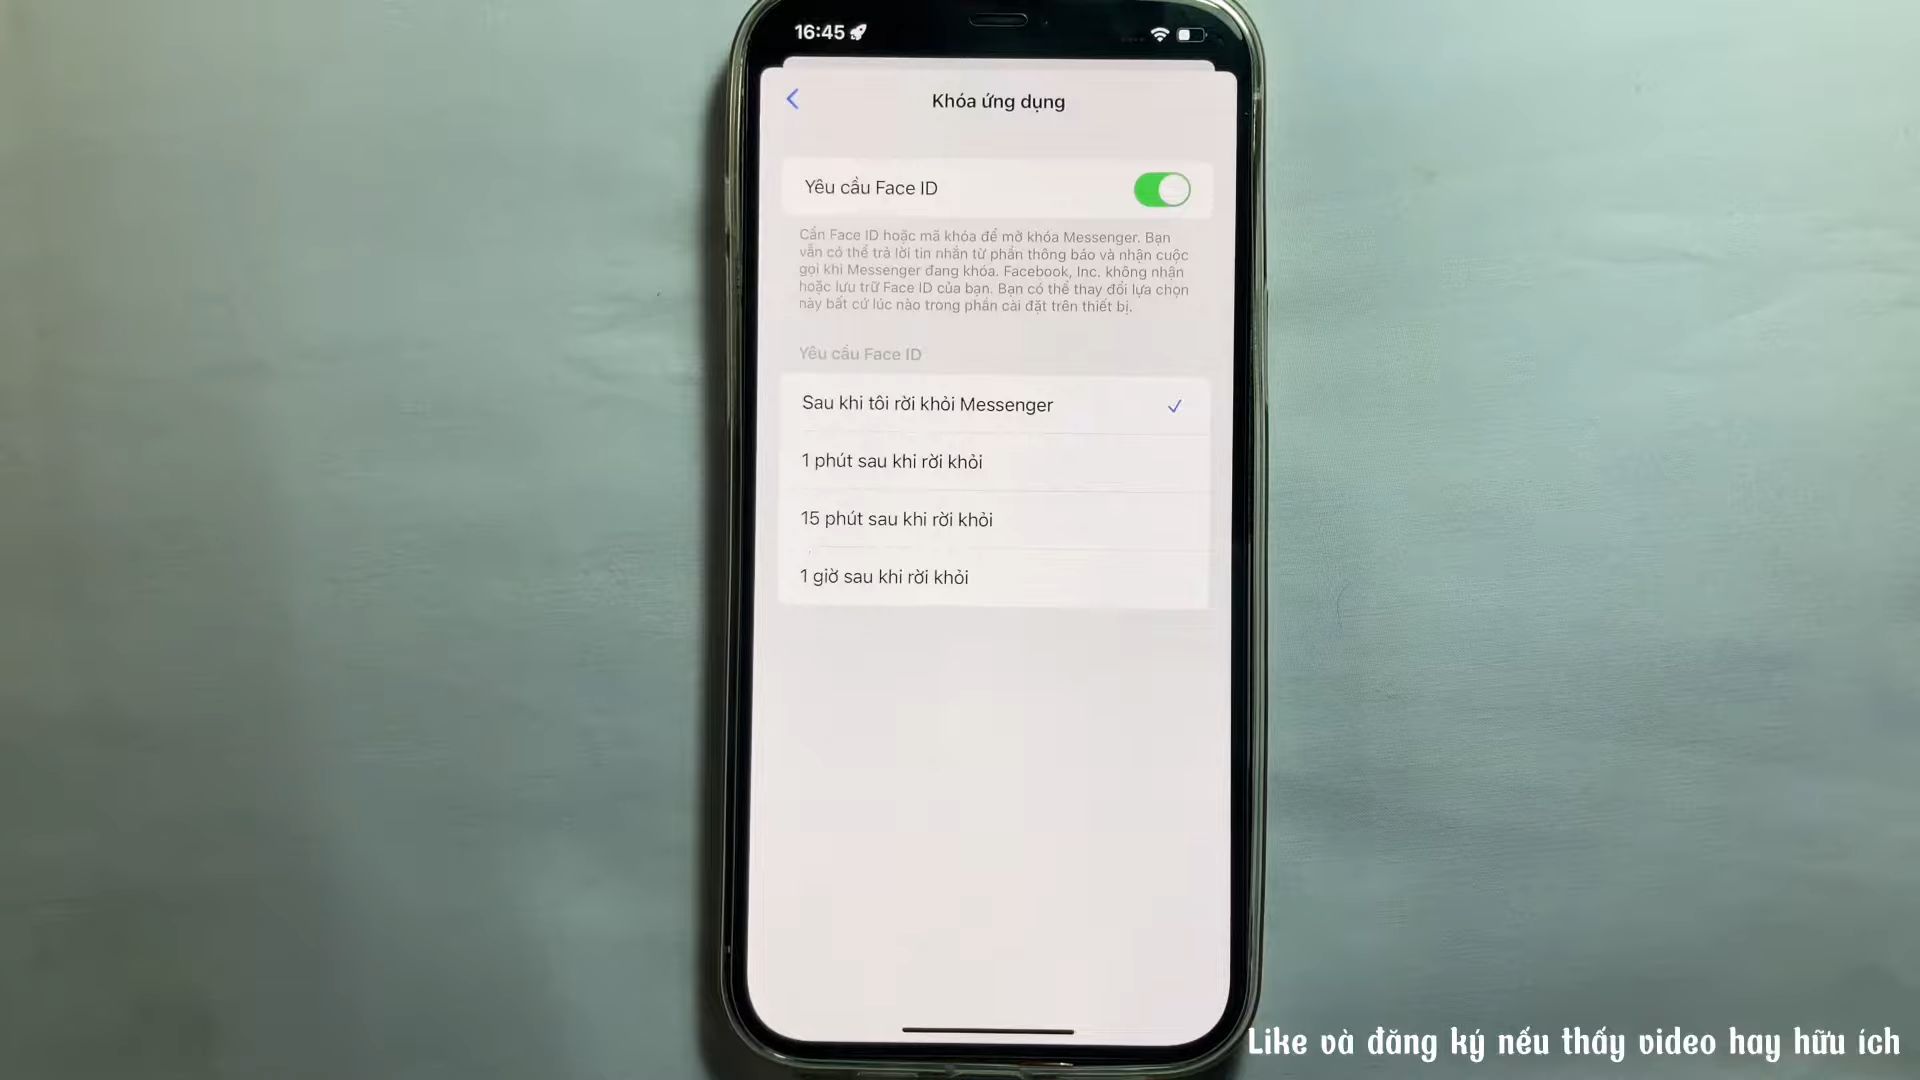 16:45
Khóa ứng dụng
Yêu cầu Face ID
Cần Face ID hoặc mã khóa để mở khóa Messenger. Bạn
vẫn có thể trả lời tin nhắn từ phần thông báo và nhận cuộc
gọi khi Messenger đang khóa. Facebook, Inc. không nhận
hoặc lưu trữ Face ID của bạn. Bạn có thể thay đổi lựa chọn
này bất cứ lúc nào trong phần cài đặt trên thiết bị.
Yêu cầu Face ID
Sau khi tôi rời khỏi Messenger
1 phút sau khi rời khỏi
15 phút sau khi rời khỏi
1 giờ sau khi rời khỏi
Like và đăng ký nếu thấy video hay hữu ích